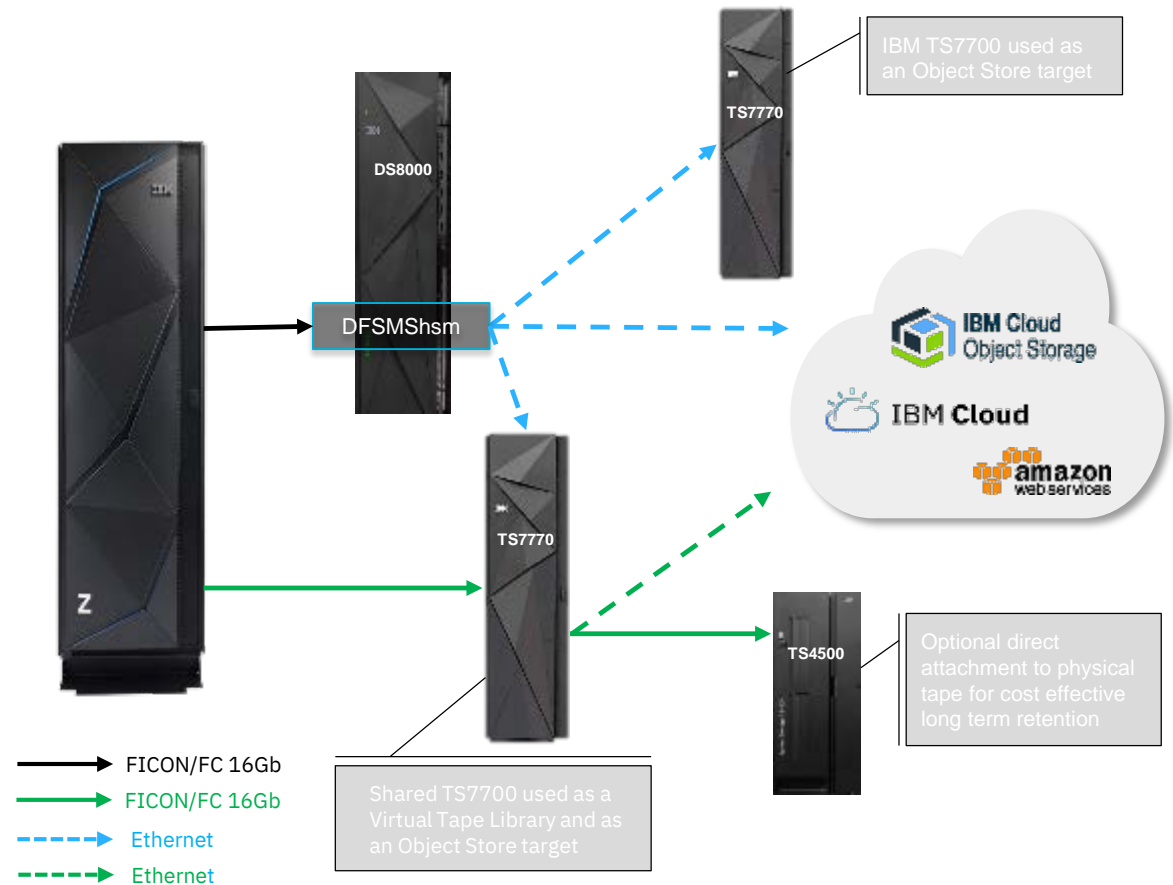 IBM TS7700 used as
an Object Store target
TS7770
DS8000
IBM
DFSMShsm
IBM Cloud
Object Storage
IBM Cloud
amazon
webservices
TS7770
Z
TS4500
Optional direct
attachment to physical
tape for cost effective
long term retention
FICON/FC 16Gb
FICON/FC 16Gb
Ethernet
Ethernet
Shared TS7700 used as a
Virtual Tape Library and as
an Object Store target